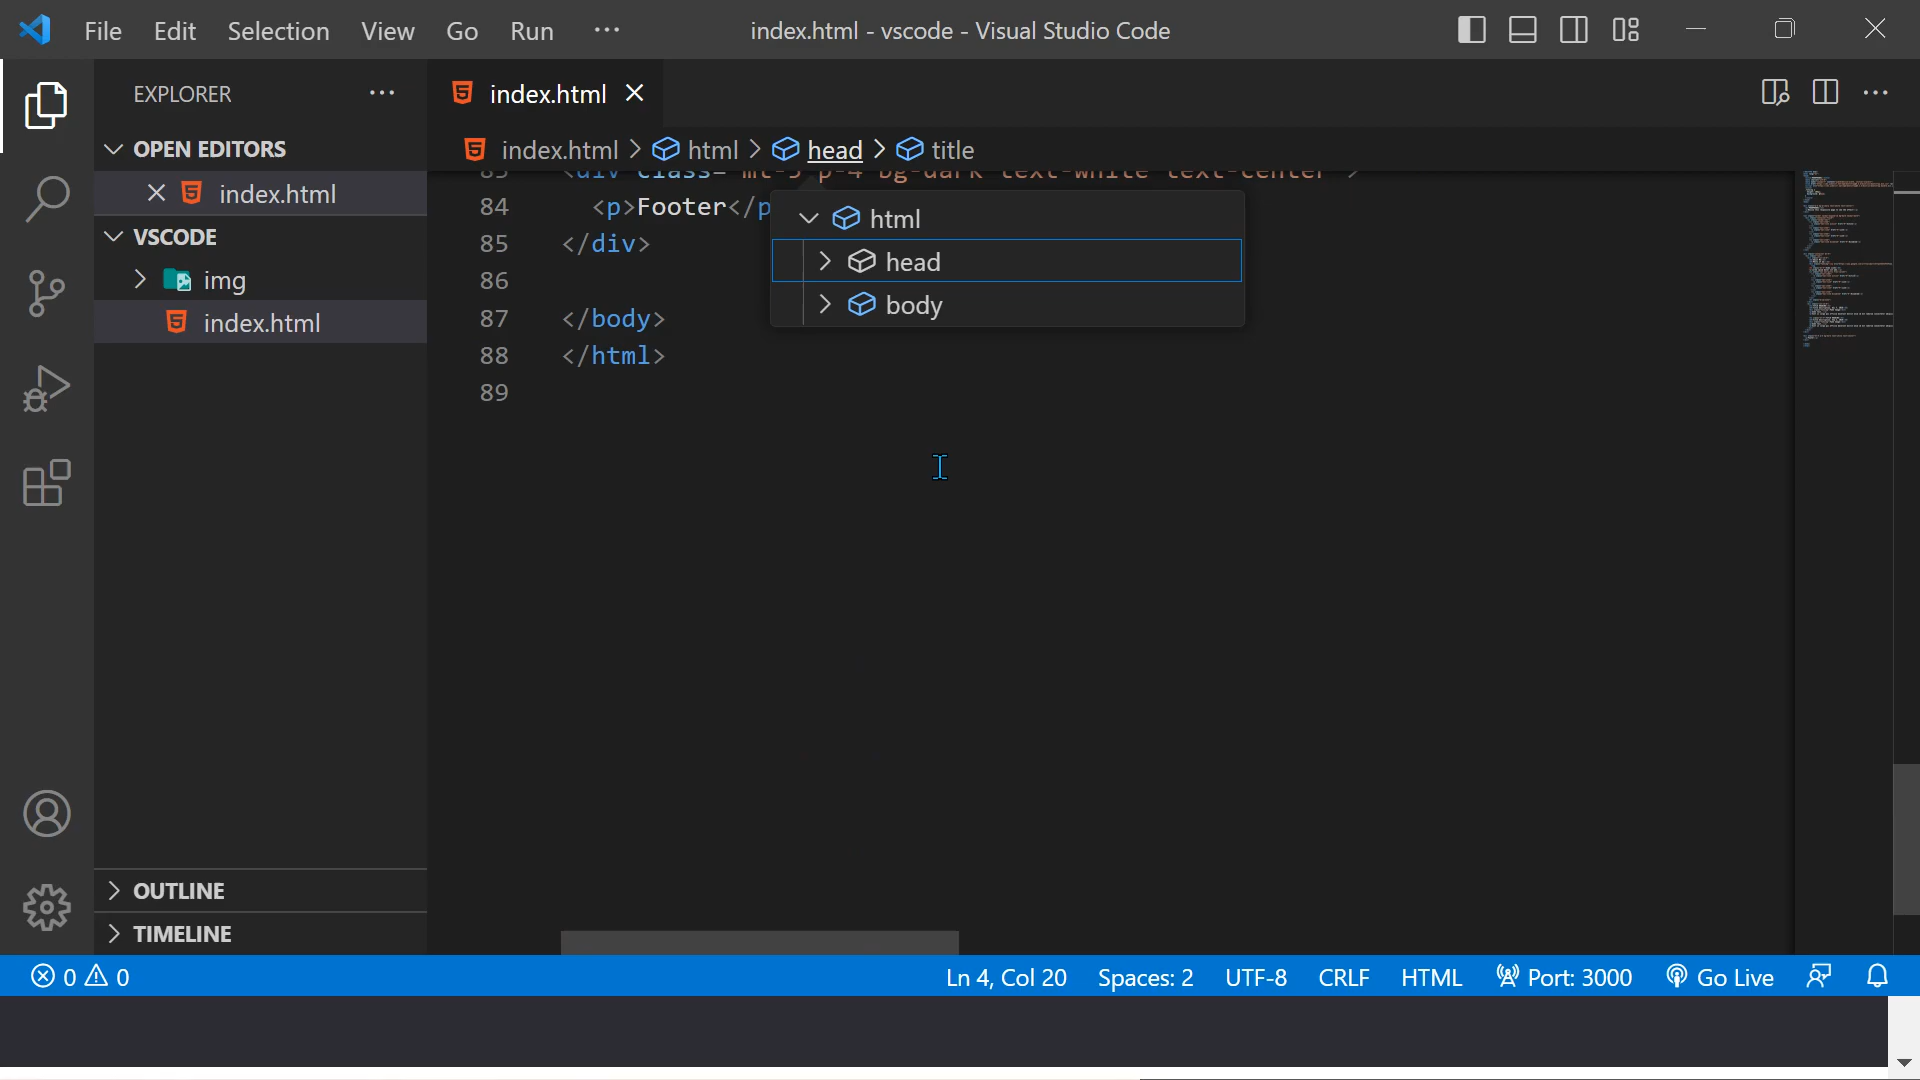 File Edit Selection View Go Run ···
index.html - vscode - Visual Studio Code
EXPLORER ···
OPEN EDITORS
index.html
VSCODE
img
index.html
OUTLINE
TIMELINE
index.html
index.html > html > head > title
<div class="mt-5 p-4 bg-dark text-white text-center">
84 <p>Footer</p
85 </div>
86
87 </body>
88 </html>
89
html
head
body
0 0
Ln 4, Col 20 Spaces: 2 UTF-8 CRLF HTML Port: 3000 Go Live